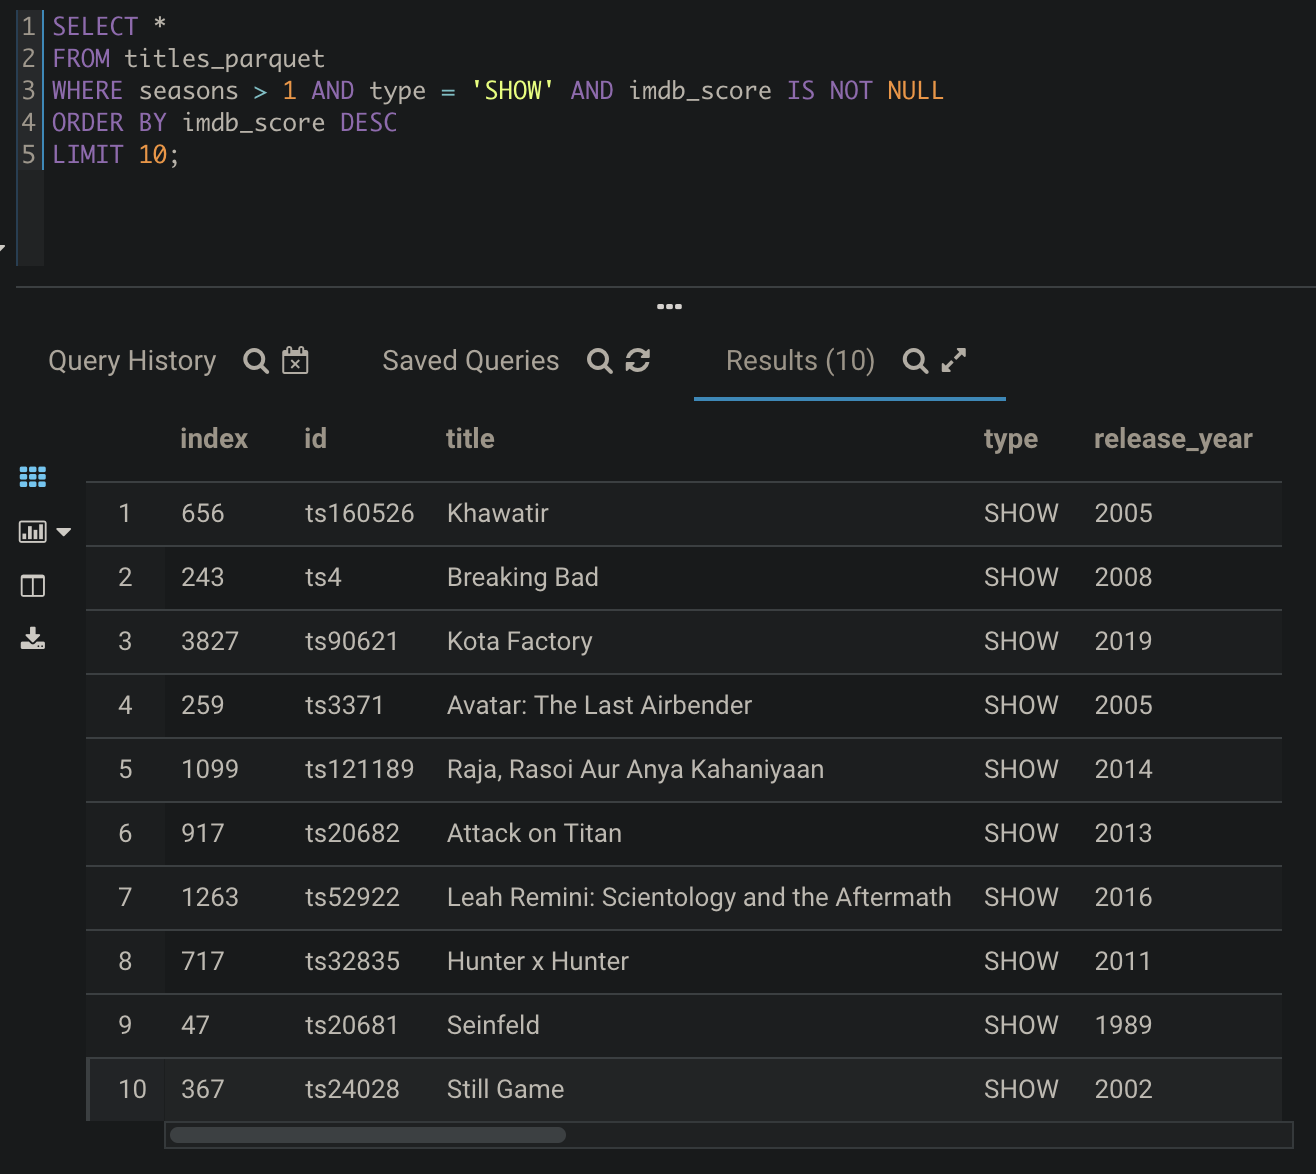 1 SELECT *
2 FROM titles_parquet
3 WHERE seasons > 1 AND type = 'SHOW' AND imdb_score IS NOT NULL
4 ORDER BY imdb_score DESC
5 LIMIT 10;
Query History Saved Queries Results (10)
index id title type release_year
1 656 ts160526 Khawatir SHOW 2005
2 243 ts4 Breaking Bad SHOW 2008
3 3827 ts90621 Kota Factory SHOW 2019
4 259 ts3371 Avatar: The Last Airbender SHOW 2005
5 1099 ts121189 Raja, Rasoi Aur Anya Kahaniyaan SHOW 2014
6 917 ts20682 Attack on Titan SHOW 2013
7 1263 ts52922 Leah Remini: Scientology and the Aftermath SHOW 2016
8 717 ts32835 Hunter x Hunter SHOW 2011
9 47 ts20681 Seinfeld SHOW 1989
10 367 ts24028 Still Game SHOW 2002